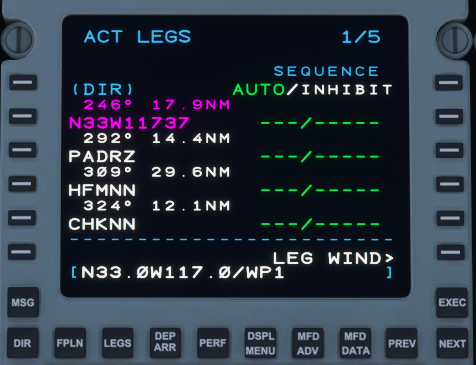 ACT LEGS 1/5
SEQUENCE
(DIR) AUTO/INHIBIT
246° 17.9NM
N33W11737 ---/-----
292° 14.4NM
PADRZ ---/-----
309° 29.6NM
HFMNN ---/-----
324° 12.1NM
CHKNN ---/-----
------------------------
LEG WIND>
[N33.0W117.0/WP1 ]
MSG EXEC
DIR FPLN LEGS DEP ARR PERF DSPL MENU MFD ADV MFD DATA PREV NEXT